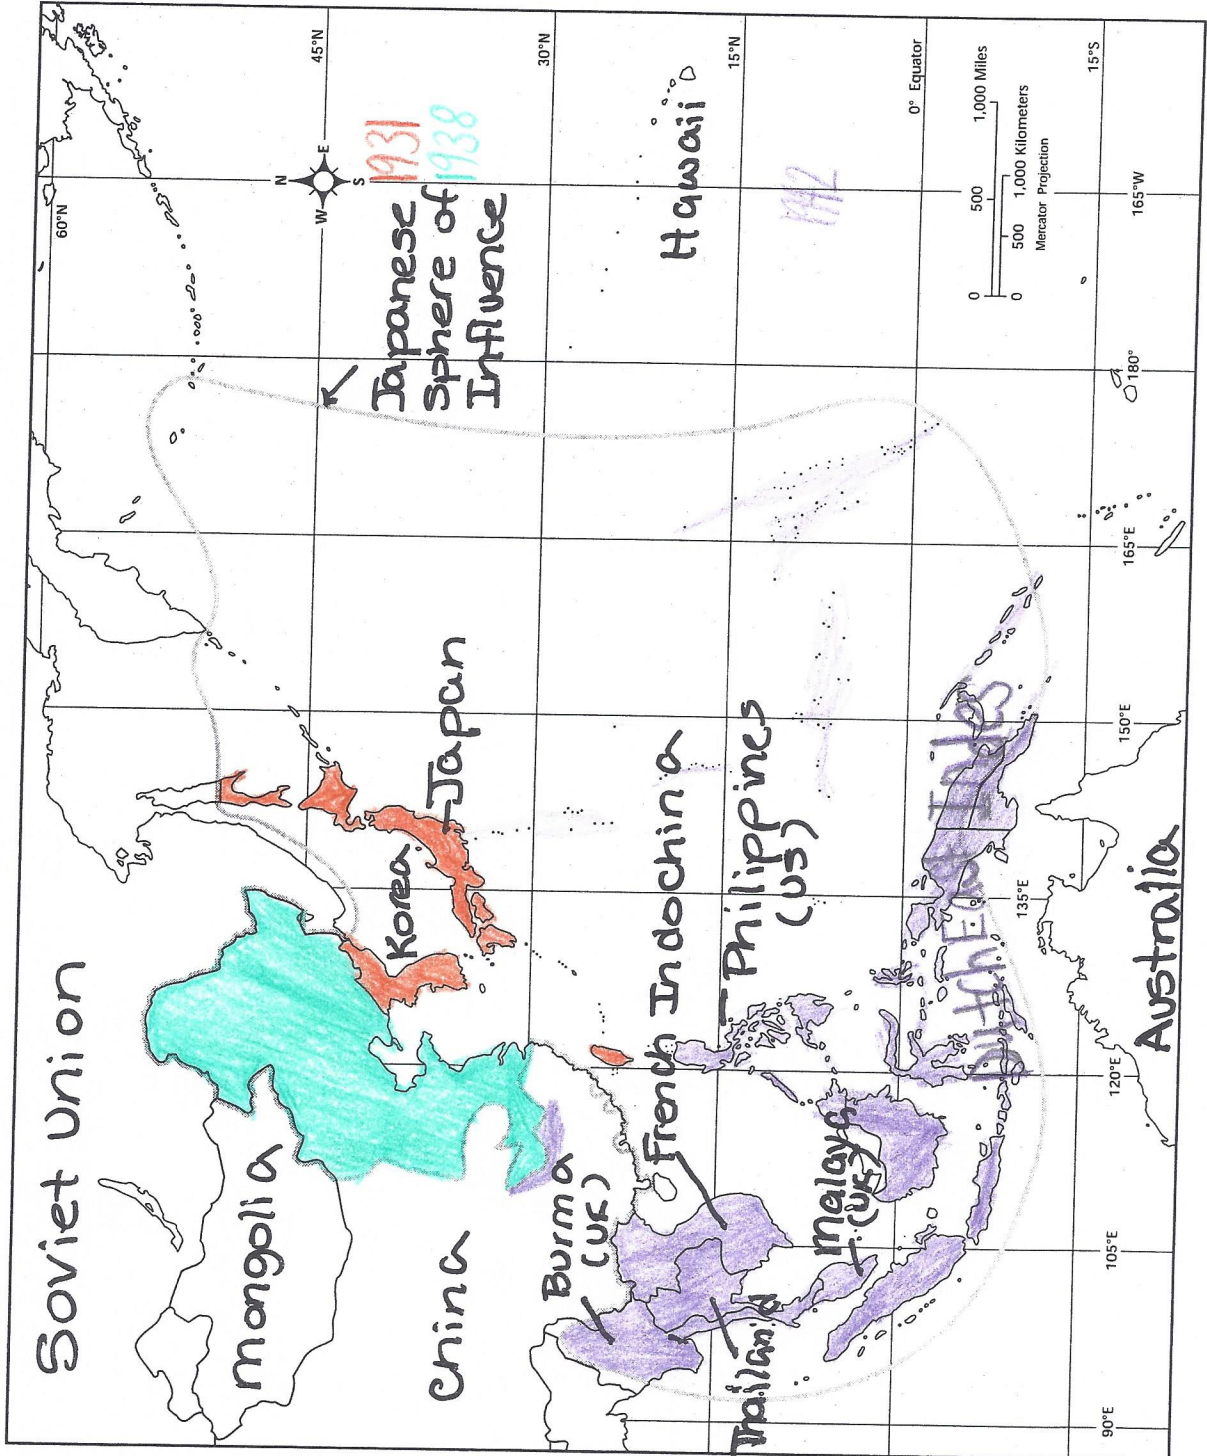 Soviet Union
Mongolia
China
Korea
Japan
Japanese
Sphere of
Influence
1931
1938
1942
Burma
(UK)
French Indochina
Thailand
Philippines
(US)
Malaya
(UK)
Dutch East Indes
Hawaii
Australia
N
W
E
S
60°N
45°N
30°N
15°N
0° Equator
15°S
90°E
105°E
120°E
135°E
150°E
165°E
180°
165°W
0 500 1,000 Miles
0 500 1,000 Kilometers
Mercator Projection